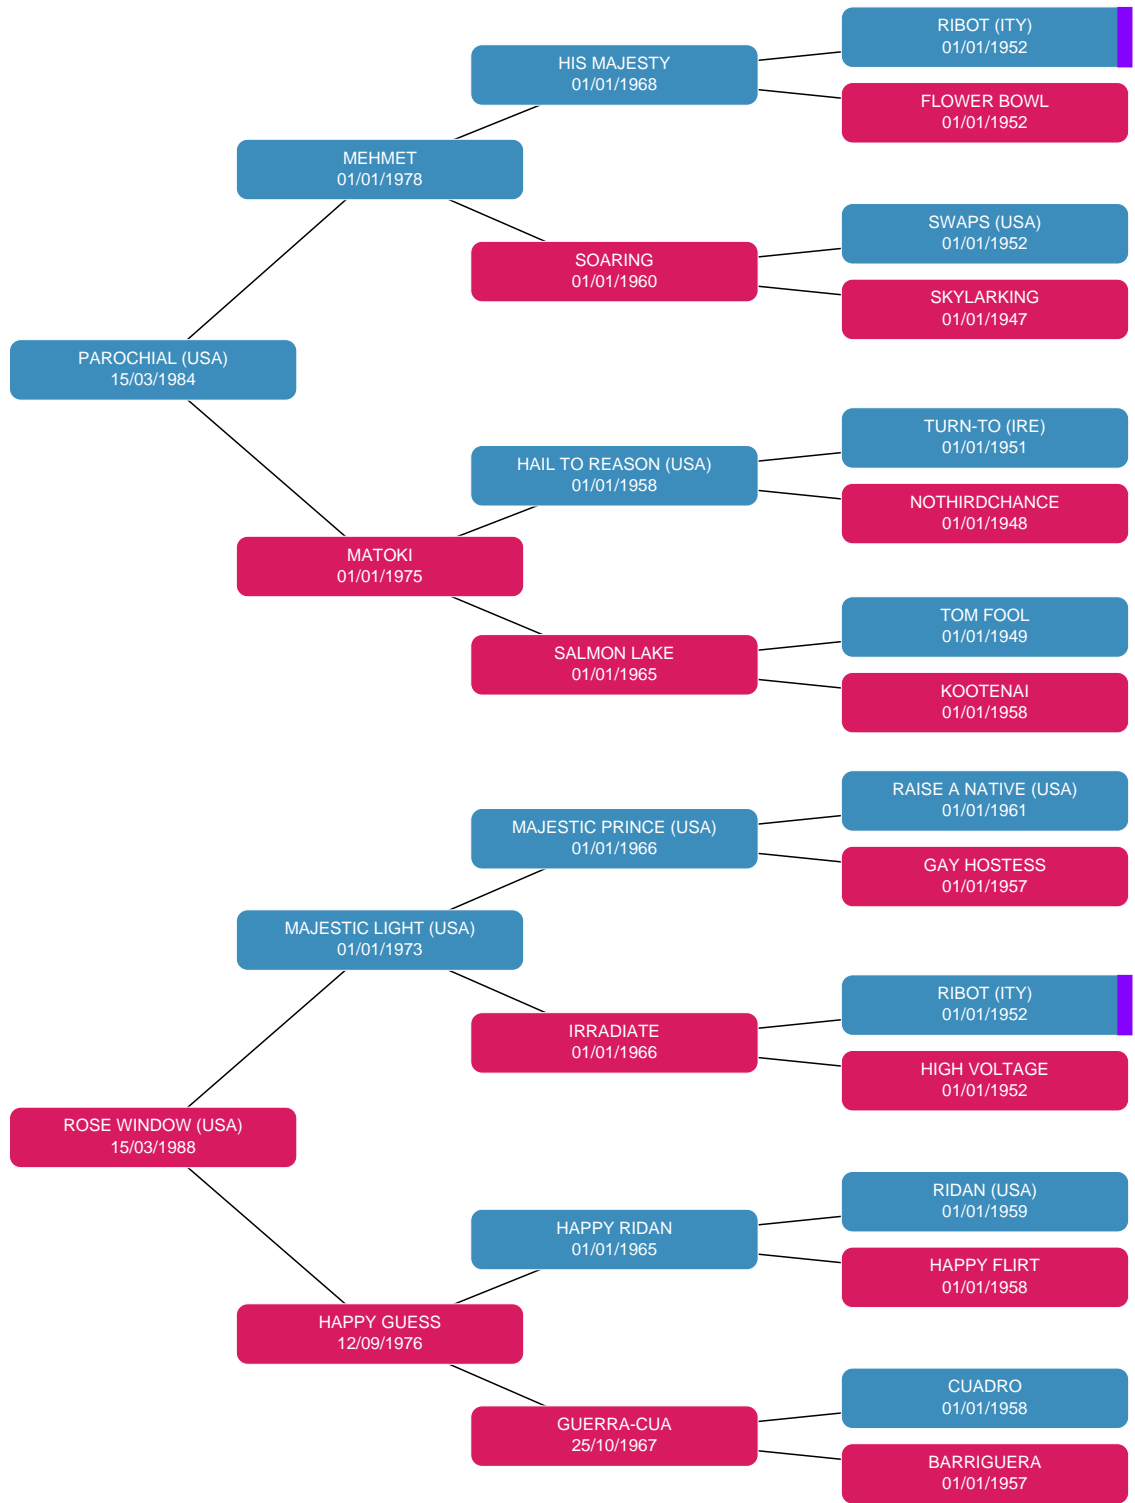 RIBOT (ITY)
01/01/1952
HIS MAJESTY
01/01/1968
FLOWER BOWL
01/01/1952
MEHMET
01/01/1978
SWAPS (USA)
01/01/1952
SOARING
01/01/1960
SKYLARKING
01/01/1947
PAROCHIAL (USA)
15/03/1984
TURN-TO (IRE)
01/01/1951
HAIL TO REASON (USA)
01/01/1958
NOTHIRDCHANCE
01/01/1948
MATOKI
01/01/1975
TOM FOOL
01/01/1949
SALMON LAKE
01/01/1965
KOOTENAI
01/01/1958
RAISE A NATIVE (USA)
01/01/1961
MAJESTIC PRINCE (USA)
01/01/1966
GAY HOSTESS
01/01/1957
MAJESTIC LIGHT (USA)
01/01/1973
RIBOT (ITY)
01/01/1952
IRRADIATE
01/01/1966
HIGH VOLTAGE
01/01/1952
ROSE WINDOW (USA)
15/03/1988
RIDAN (USA)
01/01/1959
HAPPY RIDAN
01/01/1965
HAPPY FLIRT
01/01/1958
HAPPY GUESS
12/09/1976
CUADRO
01/01/1958
GUERRA-CUA
25/10/1967
BARRIGUERA
01/01/1957